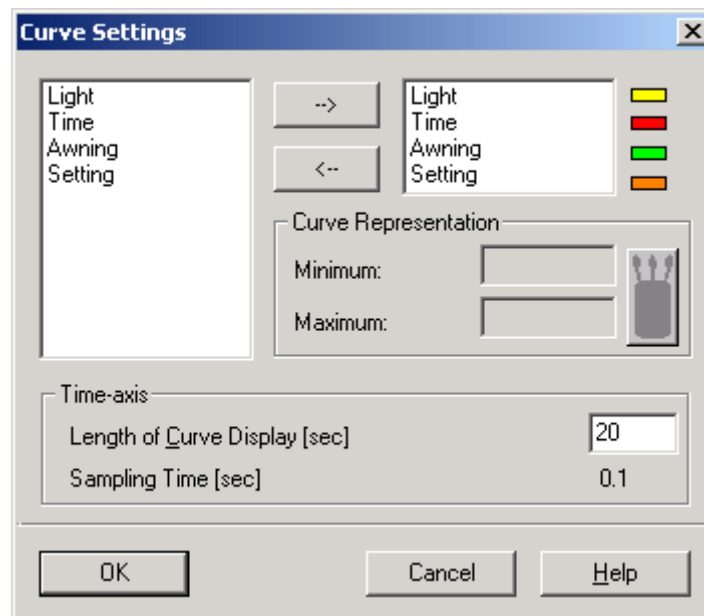 Curve Settings
Light
Time
Awning
Setting
-->
<--
Light
Time
Awning
Setting
Curve Representation
Minimum:
Maximum:
Time-axis
Length of Curve Display [sec]
20
Sampling Time [sec]
0.1
OK
Cancel
Help